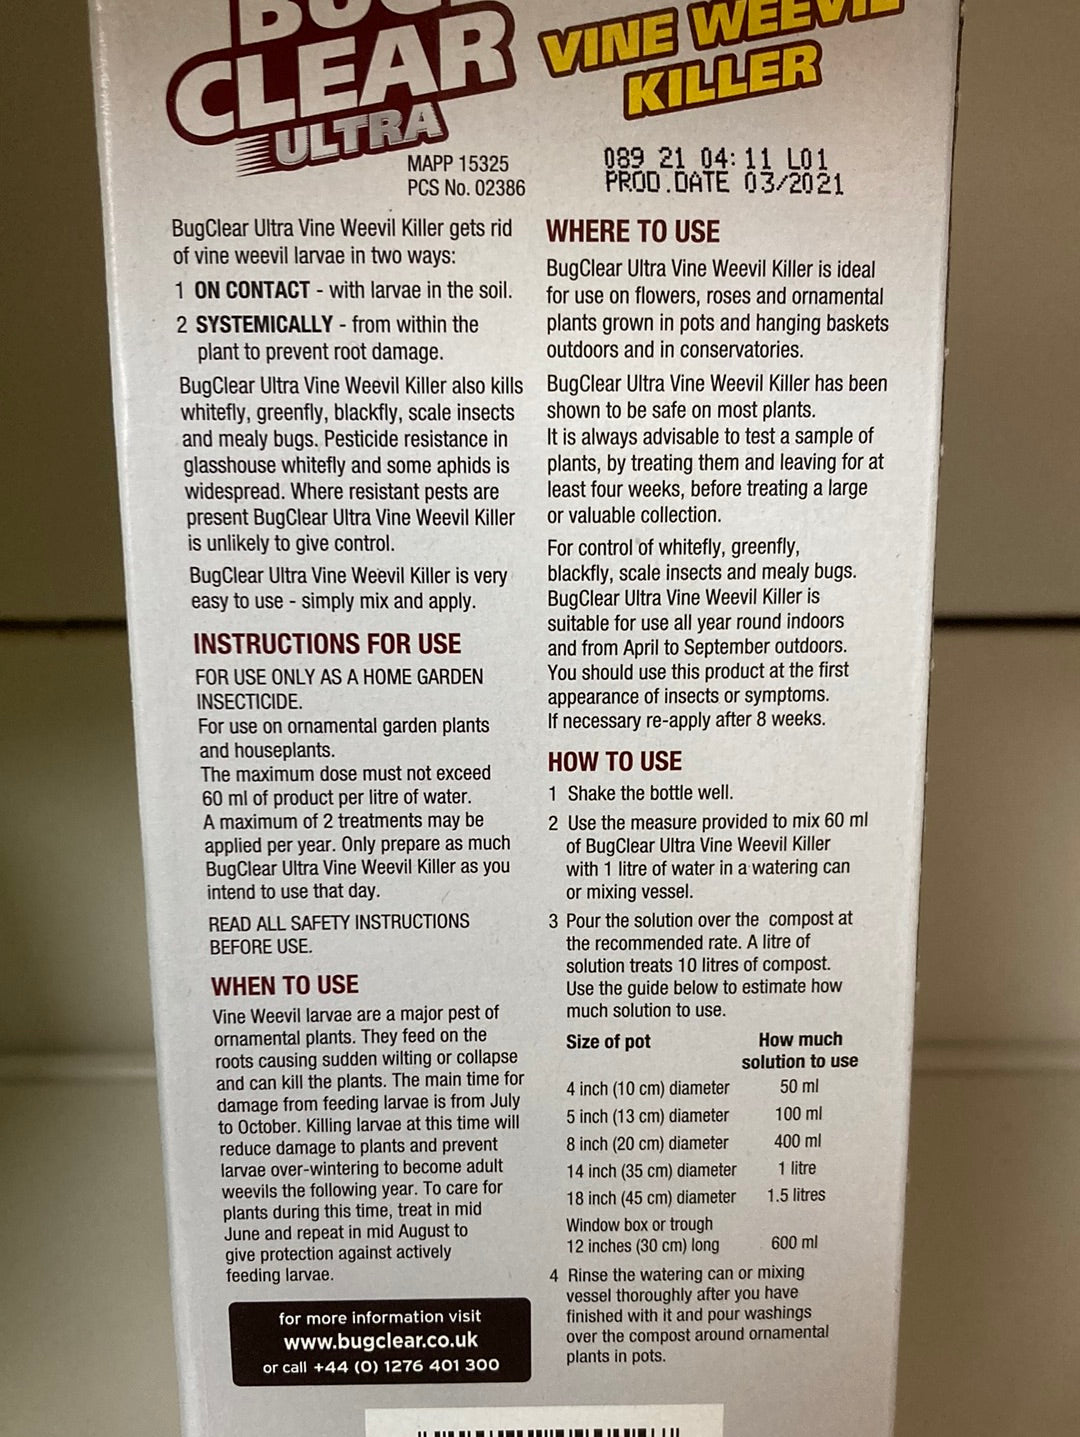 BUG
CLEAR
ULTRA
VINE WEEVIL
KILLER
MAPP 15325
PCS No. 02386
089 21 04:11 L01
PROD.DATE 03/2021
BugClear Ultra Vine Weevil Killer gets rid
of vine weevil larvae in two ways:
1 ON CONTACT - with larvae in the soil.
2 SYSTEMICALLY - from within the
plant to prevent root damage.
BugClear Ultra Vine Weevil Killer also kills
whitefly, greenfly, blackfly, scale insects
and mealy bugs. Pesticide resistance in
glasshouse whitefly and some aphids is
widespread. Where resistant pests are
present BugClear Ultra Vine Weevil Killer
is unlikely to give control.
BugClear Ultra Vine Weevil Killer is very
easy to use - simply mix and apply.
INSTRUCTIONS FOR USE
FOR USE ONLY AS A HOME GARDEN
INSECTICIDE.
For use on ornamental garden plants
and houseplants.
The maximum dose must not exceed
60 ml of product per litre of water.
A maximum of 2 treatments may be
applied per year. Only prepare as much
BugClear Ultra Vine Weevil Killer as you
intend to use that day.
READ ALL SAFETY INSTRUCTIONS
BEFORE USE.
WHEN TO USE
Vine Weevil larvae are a major pest of
ornamental plants. They feed on the
roots causing sudden wilting or collapse
and can kill the plants. The main time for
damage from feeding larvae is from July
to October. Killing larvae at this time will
reduce damage to plants and prevent
larvae over-wintering to become adult
weevils the following year. To care for
plants during this time, treat in mid
June and repeat in mid August to
give protection against actively
feeding larvae.
for more information visit
www.bugclear.co.uk
or call +44 (0) 1276 401 300
WHERE TO USE
BugClear Ultra Vine Weevil Killer is ideal
for use on flowers, roses and ornamental
plants grown in pots and hanging baskets
outdoors and in conservatories.
BugClear Ultra Vine Weevil Killer has been
shown to be safe on most plants.
It is always advisable to test a sample of
plants, by treating them and leaving for at
least four weeks, before treating a large
or valuable collection.
For control of whitefly, greenfly,
blackfly, scale insects and mealy bugs.
BugClear Ultra Vine Weevil Killer is
suitable for use all year round indoors
and from April to September outdoors.
You should use this product at the first
appearance of insects or symptoms.
If necessary re-apply after 8 weeks.
HOW TO USE
1 Shake the bottle well.
2 Use the measure provided to mix 60 ml
of BugClear Ultra Vine Weevil Killer
with 1 litre of water in a watering can
or mixing vessel.
3 Pour the solution over the compost at
the recommended rate. A litre of
solution treats 10 litres of compost.
Use the guide below to estimate how
much solution to use.
Size of pot How much
solution to use
4 inch (10 cm) diameter 50 ml
5 inch (13 cm) diameter 100 ml
8 inch (20 cm) diameter 400 ml
14 inch (35 cm) diameter 1 litre
18 inch (45 cm) diameter 1.5 litres
Window box or trough
12 inches (30 cm) long 600 ml
4 Rinse the watering can or mixing
vessel thoroughly after you have
finished with it and pour washings
over the compost around ornamental
plants in pots.